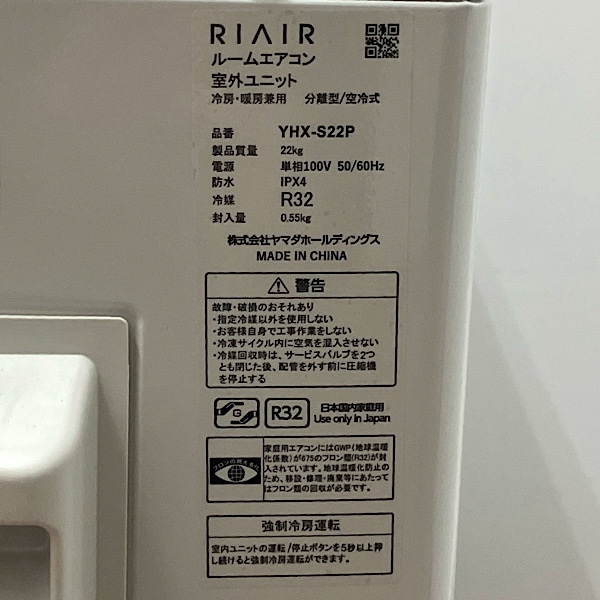 RIAIR
ルームエアコン
室外ユニット
冷房・暖房兼用 分離型/空冷式
品番 YHX-S22P
製品質量 22kg
電源 単相100V 50/60Hz
防水 IPX4
冷媒 R32
封入量 0.55kg
株式会社ヤマダホールディングス
MADE IN CHINA
警告
故障・破損のおそれあり
・指定冷媒以外を使用しない
・お客様自身で工事作業をしない
・冷凍サイクル内に空気を混入させない
・冷媒回収時は、サービスバルブを2つ
とも閉じた後、配管を外す前に圧縮機
を停止する
G R32 日本国内家庭用
Use only in Japan
フロンの見える化
家庭用エアコンにはGWP(地球温暖
化係数)が675のフロン類(R32)が封
入されています。地球温暖化防止のた
め、移設・修理・廃棄等にあたって
はフロン類の回収が必要です。
強制冷房運転
室内ユニットの運転/停止ボタンを5秒以上押
し続けると強制冷房運転ができます。